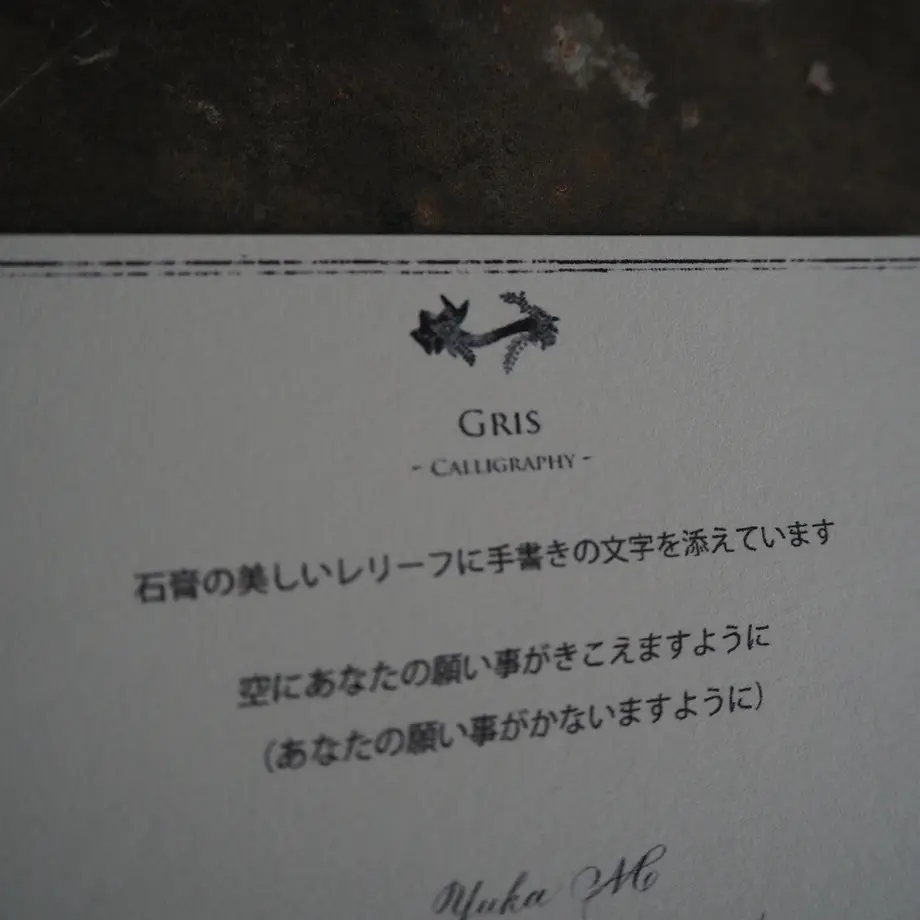 GRIS
- CALLIGRAPHY -
石膏の美しいレリーフに手書きの文字を添えています
空にあなたの願い事がきこえますように
（あなたの願い事がかないますように）
Yuka M